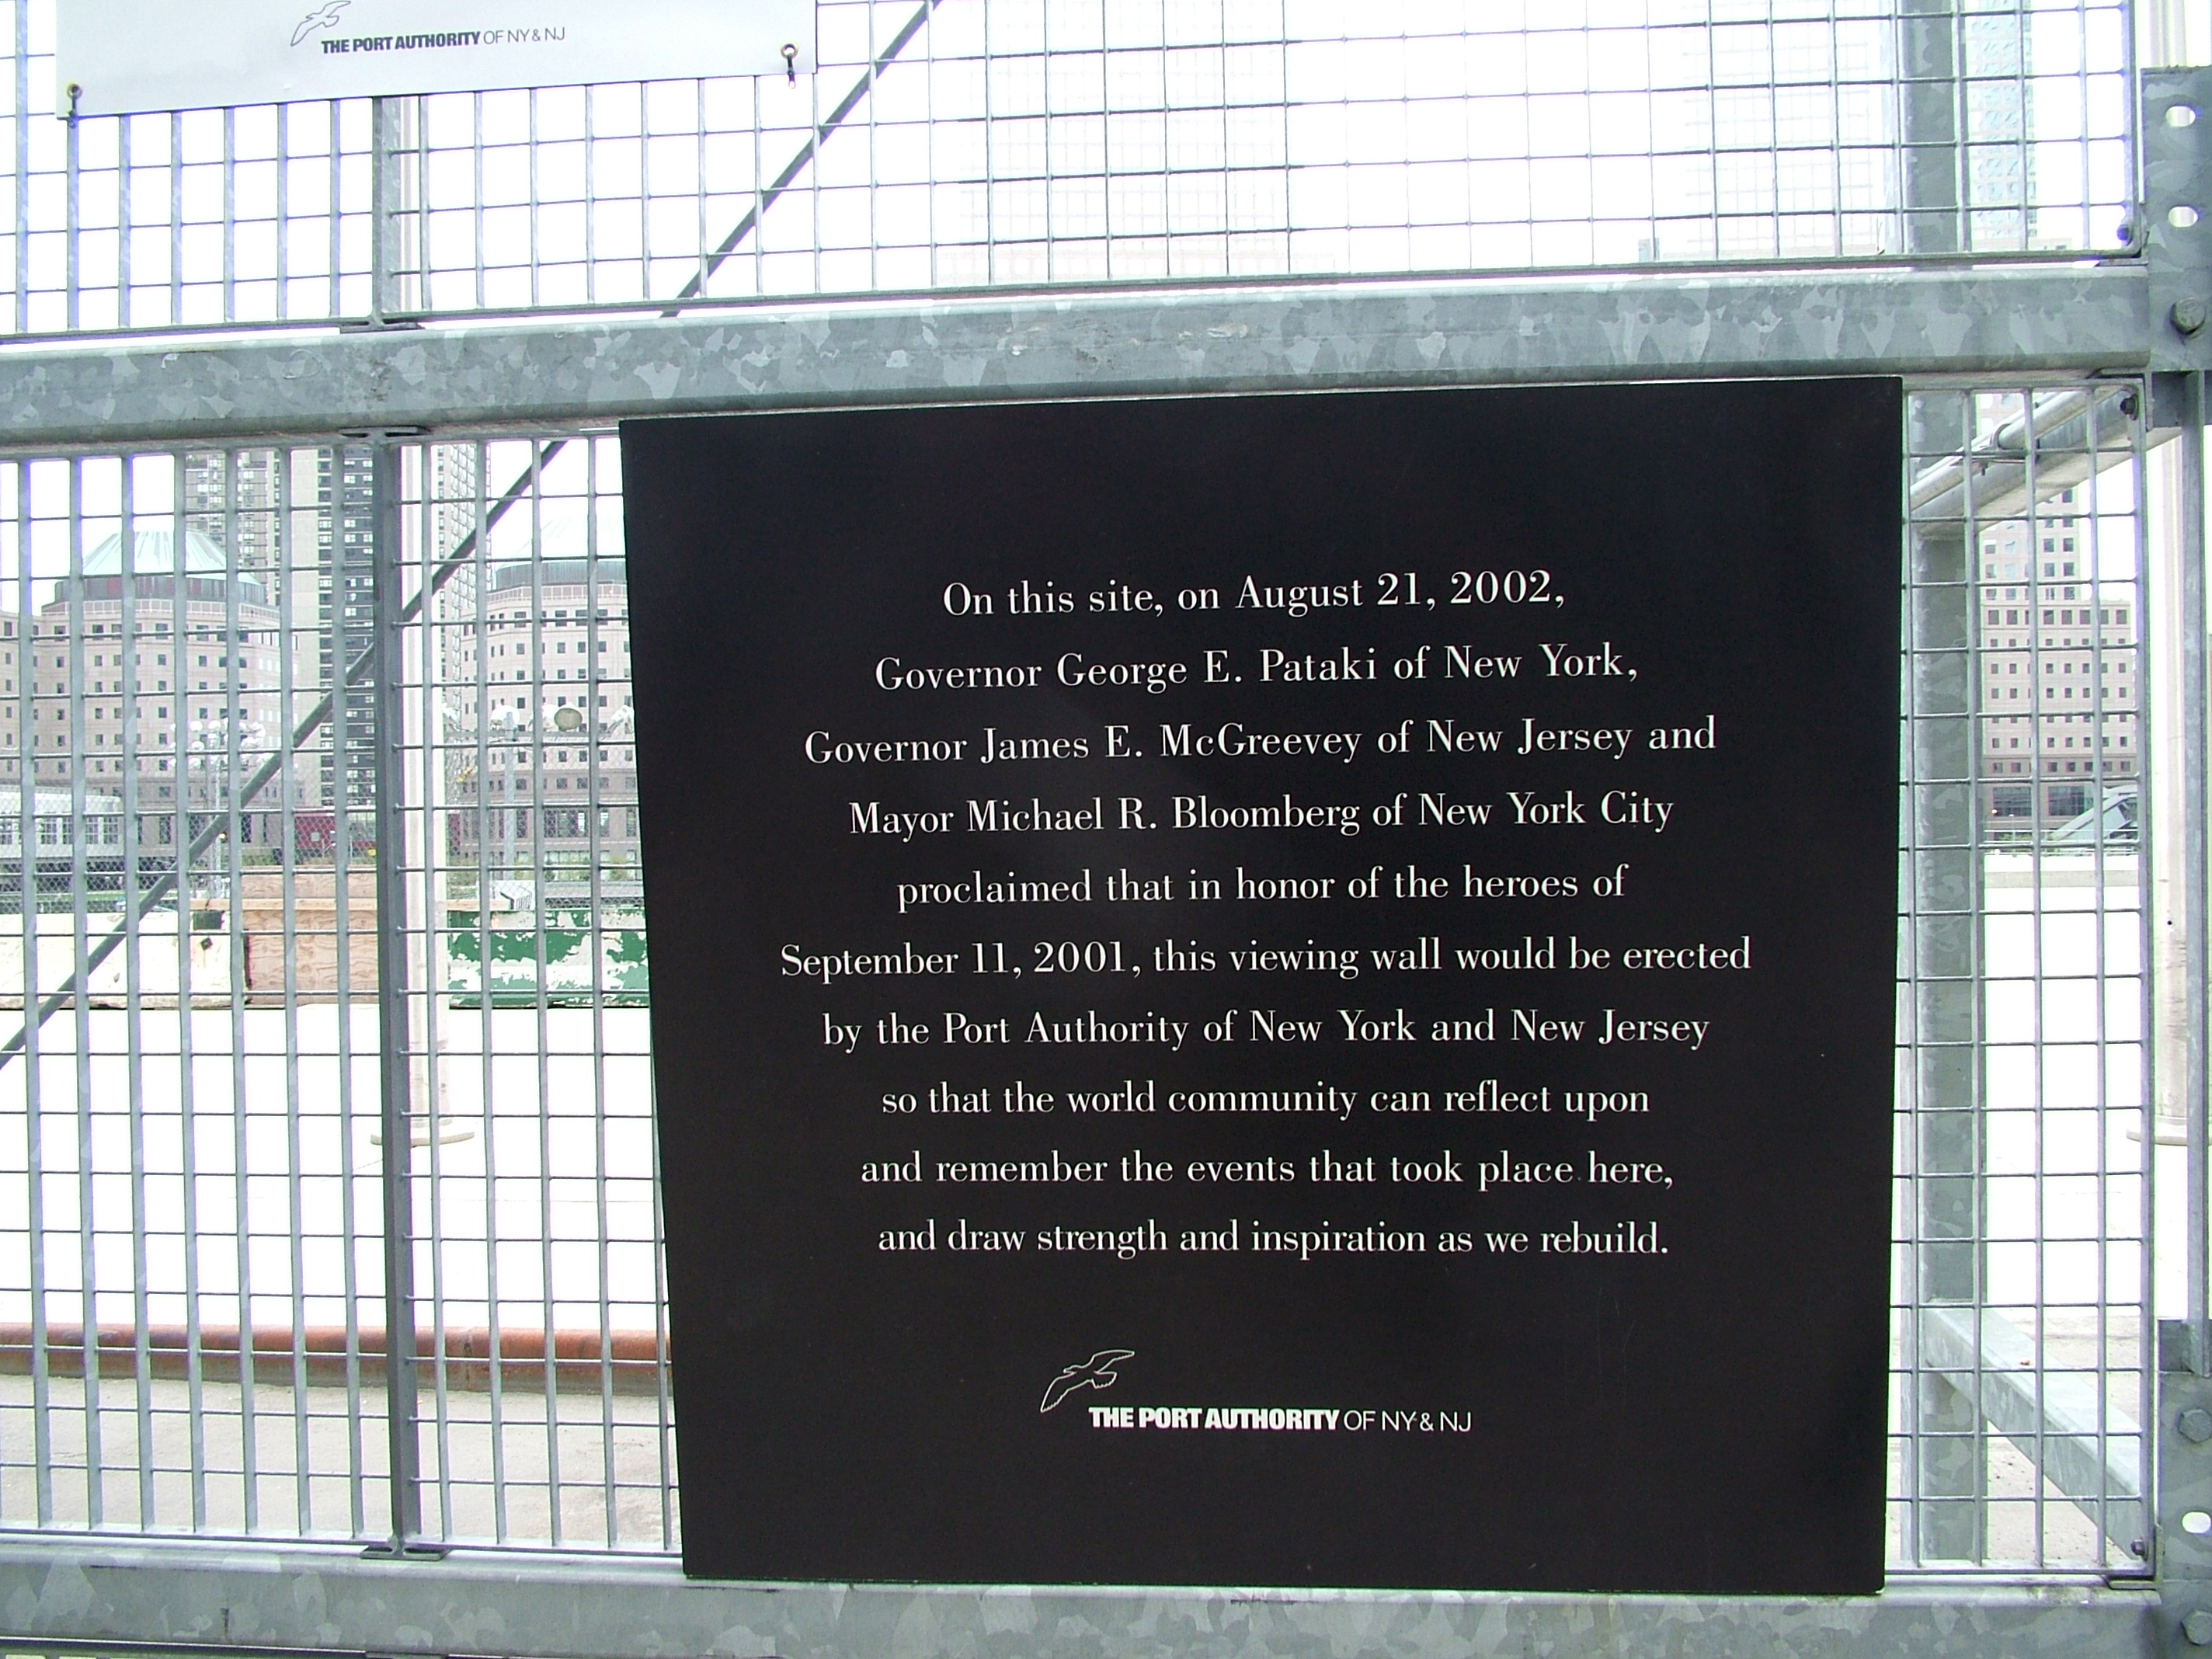 THE PORT AUTHORITY OF NY & NJ
On this site, on August 21, 2002,
Governor George E. Pataki of New York,
Governor James E. McGreevey of New Jersey and
Mayor Michael R. Bloomberg of New York City
proclaimed that in honor of the heroes of
September 11, 2001, this viewing wall would be erected
by the Port Authority of New York and New Jersey
so that the world community can reflect upon
and remember the events that took place here,
and draw strength and inspiration as we rebuild.
THE PORT AUTHORITY OF NY & NJ